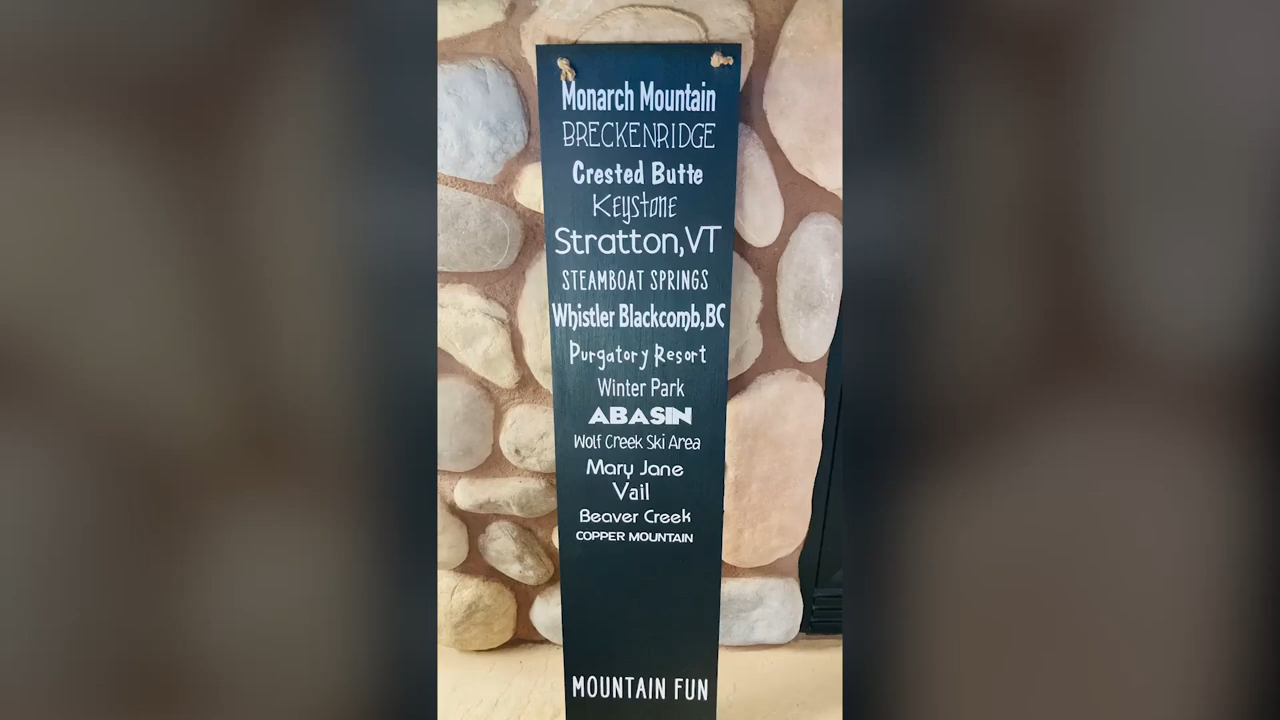 Monarch Mountain
BRECKENRIDGE
Crested Butte
Keystone
Stratton,VT
STEAMBOAT SPRINGS
Whistler Blackcomb,BC
Purgatory Resort
Winter Park
ABASIN
Wolf Creek Ski Area
Mary Jane
Vail
Beaver Creek
COPPER MOUNTAIN
MOUNTAIN FUN